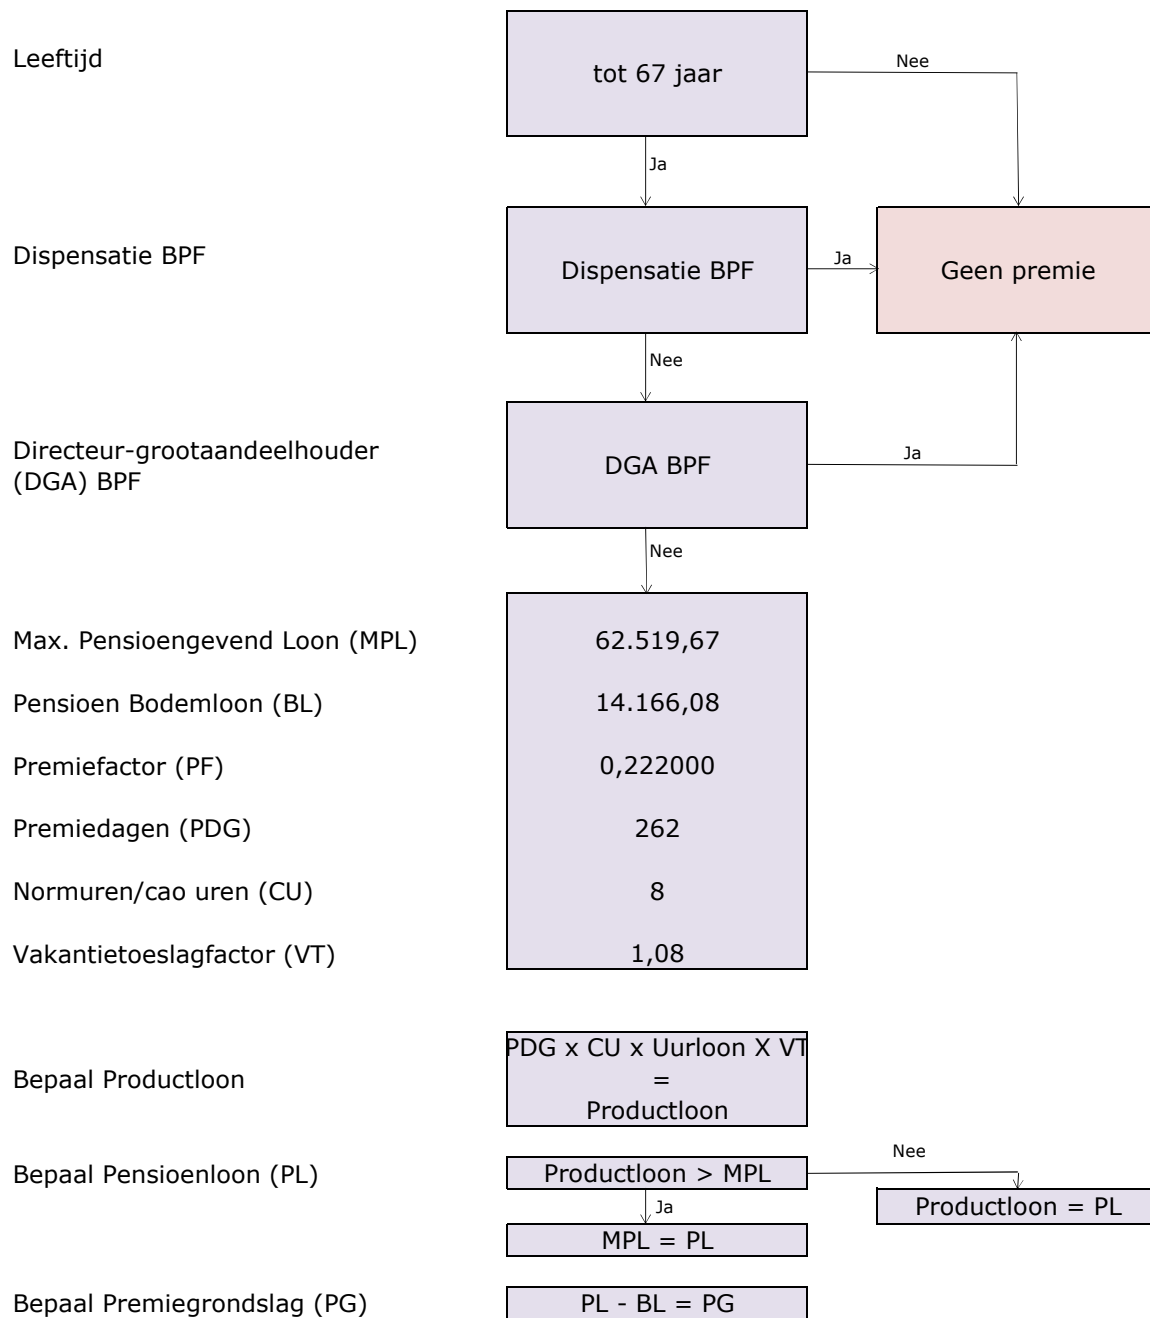 Leeftijd
tot 67 jaar
Nee
Ja
Dispensatie BPF
Dispensatie BPF
Ja
Geen premie
Nee
Directeur-grootaandeelhouder
(DGA) BPF
DGA BPF
Ja
Nee
Max. Pensioengevend Loon (MPL)
62.519,67
Pensioen Bodemloon (BL)
14.166,08
Premiefactor (PF)
0,222000
Premiedagen (PDG)
262
Normuren/cao uren (CU)
8
Vakantietoeslagfactor (VT)
1,08
Bepaal Productloon
PDG x CU x Uurloon X VT
=
Productloon
Bepaal Pensioenloon (PL)
Productloon > MPL
Nee
Productloon = PL
Ja
MPL = PL
Bepaal Premiegrondslag (PG)
PL - BL = PG